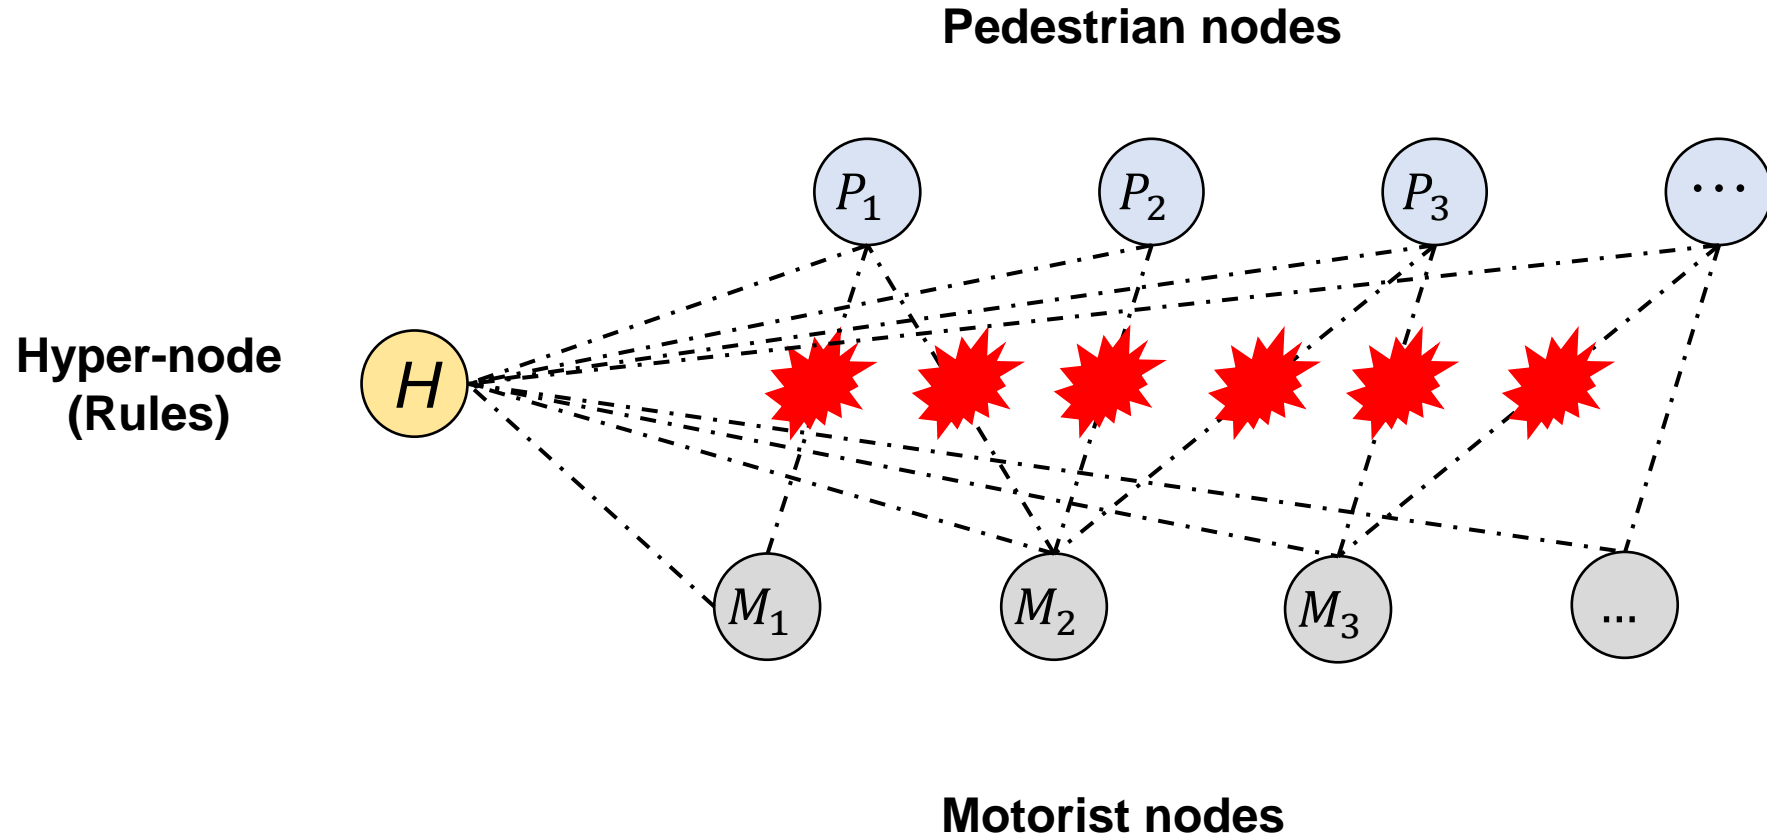 Pedestrian nodes
P₁ P₂ P₃ ⋯
Hyper-node
(Rules)
H
M₁ M₂ M₃ ...
Motorist nodes